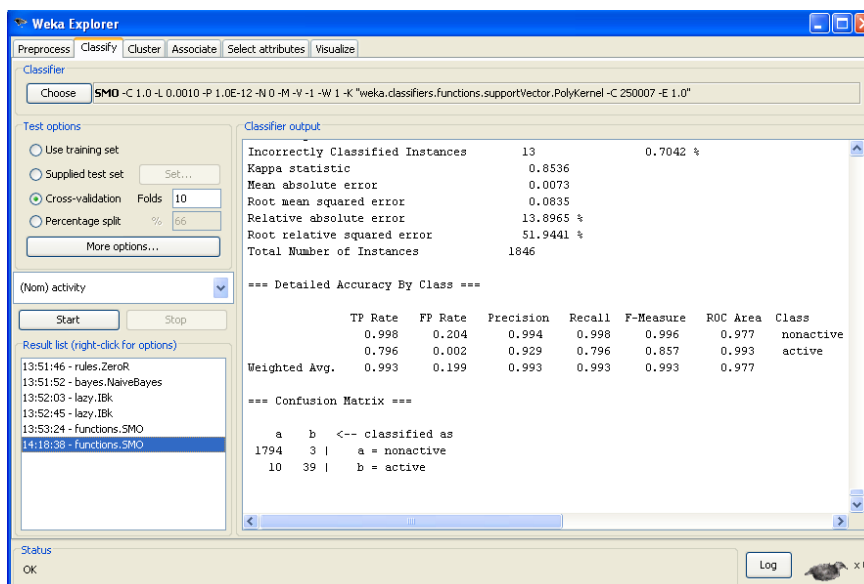 Weka Explorer
Preprocess Classify Cluster Associate Select attributes Visualize
Classifier
Choose SMO -C 1.0 -L 0.0010 -P 1.0E-12 -N 0 -M -V -1 -W 1 -K "weka.classifiers.functions.supportVector.PolyKernel -C 250007 -E 1.0"
Test options
Use training set
Supplied test set Set...
Cross-validation Folds 10
Percentage split % 66
More options...
(Nom) activity
Start Stop
Result list (right-click for options)
13:51:46 - rules.ZeroR
13:51:52 - bayes.NaiveBayes
13:52:03 - lazy.IBk
13:52:45 - lazy.IBk
13:53:24 - functions.SMO
14:18:38 - functions.SMO
Classifier output
Incorrectly Classified Instances 13 0.7042 %
Kappa statistic 0.8536
Mean absolute error 0.0073
Root mean squared error 0.0835
Relative absolute error 13.8965 %
Root relative squared error 51.9441 %
Total Number of Instances 1846
=== Detailed Accuracy By Class ===
TP Rate FP Rate Precision Recall F-Measure ROC Area Class
0.998 0.204 0.994 0.998 0.996 0.977 nonactive
0.796 0.002 0.929 0.796 0.857 0.993 active
Weighted Avg. 0.993 0.199 0.993 0.993 0.993 0.977
=== Confusion Matrix ===
a b <-- classified as
1794 3 | a = nonactive
10 39 | b = active
Status
OK
Log
x